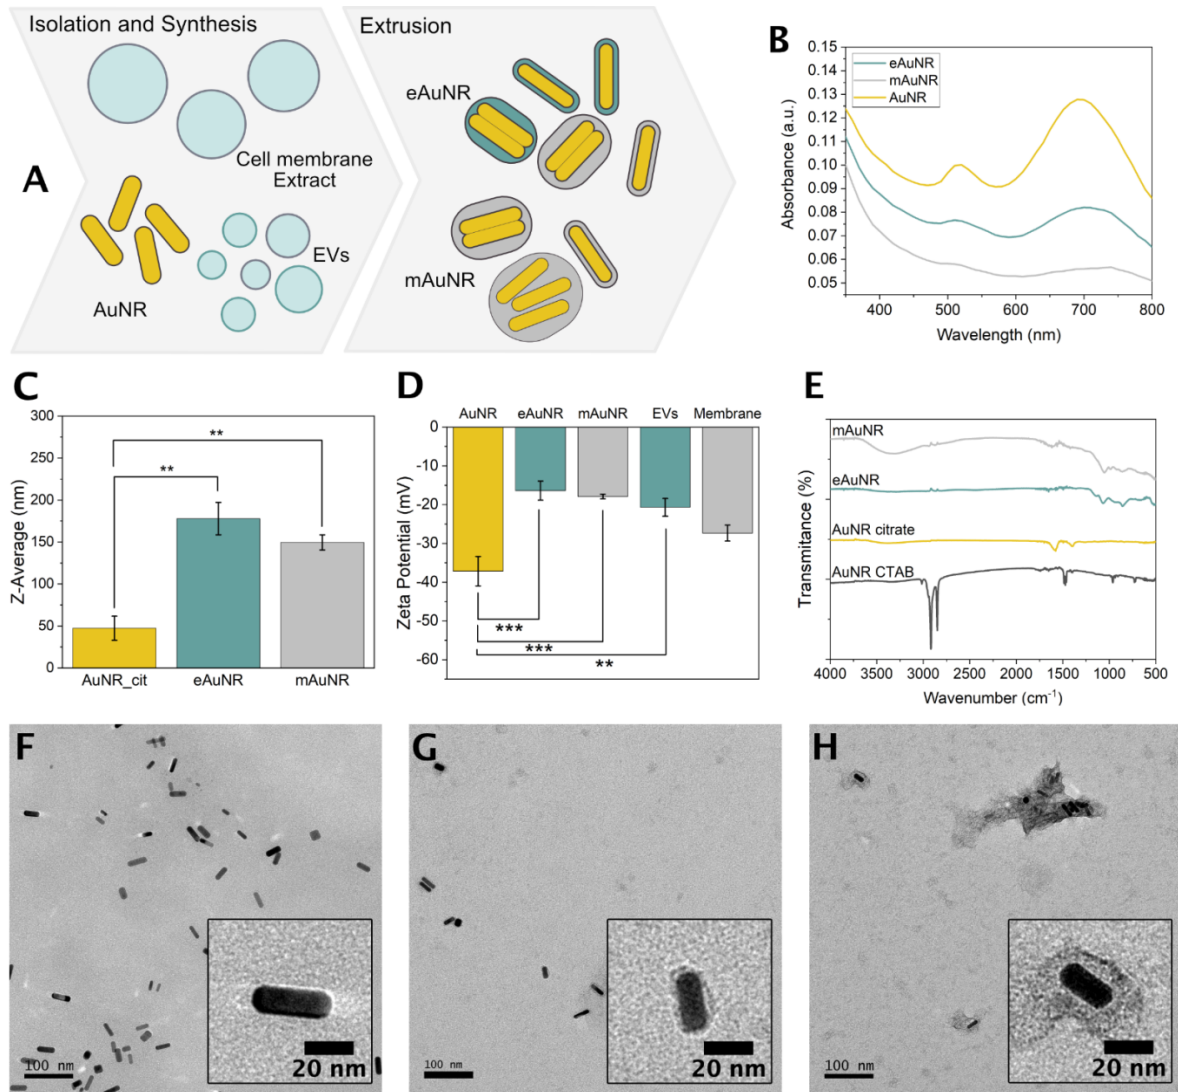 Isolation and Synthesis
Extrusion
A
Cell membrane
Extract
AuNR
EVs
eAuNR
mAuNR
B
0.15
0.14
0.13
0.12
0.11
0.10
0.09
0.08
0.07
0.06
0.05
Absorbance (a.u.)
eAuNR
mAuNR
AuNR
400 500 600 700 800
Wavelength (nm)
C
300
250
200
150
100
50
0
Z-Average (nm)
**
**
AuNR_cit eAuNR mAuNR
D
AuNR eAuNR mAuNR EVs Membrane
0
-10
-20
-30
-40
-50
-60
Zeta Potential (mV)
***
***
**
E
Transmitance (%)
mAuNR
eAuNR
AuNR citrate
AuNR CTAB
4000 3500 3000 2500 2000 1500 1000 500
Wavenumber (cm⁻¹)
F
100 nm
20 nm
G
100 nm
20 nm
H
100 nm
20 nm